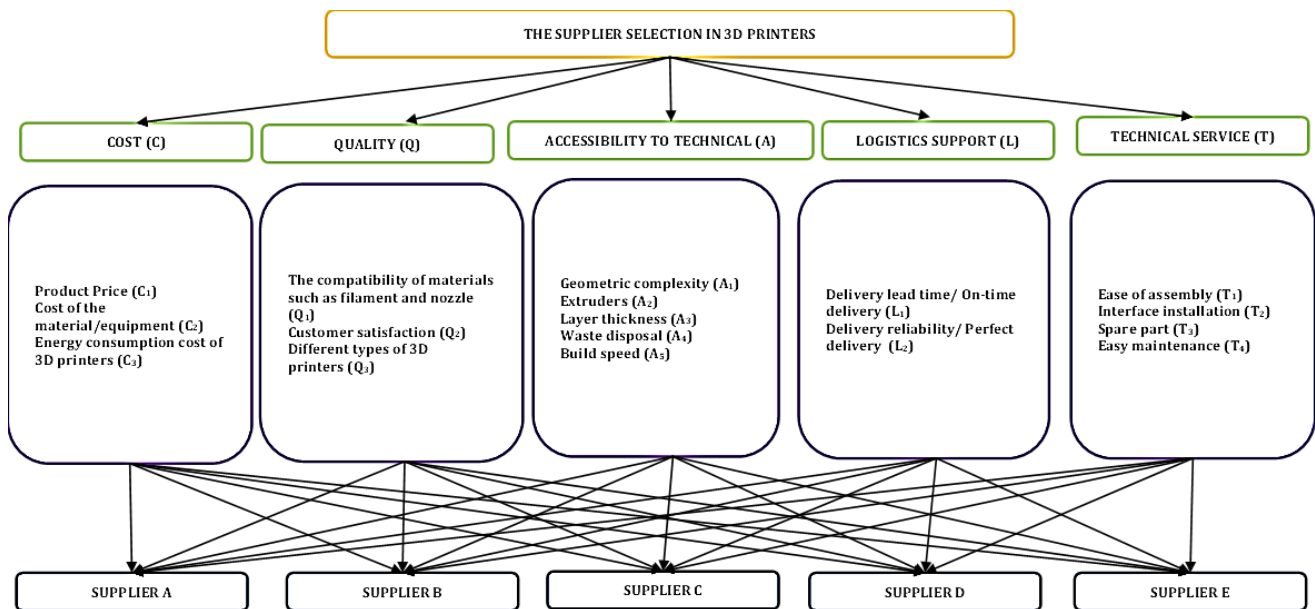 THE SUPPLIER SELECTION IN 3D PRINTERS
COST (C)
QUALITY (Q)
ACCESSIBILITY TO TECHNICAL (A)
LOGISTICS SUPPORT (L)
TECHNICAL SERVICE (T)
Product Price (C₁)
Cost of the
material/equipment (C₂)
Energy consumption cost of
3D printers (C₃)
The compatibility of materials
such as filament and nozzle
(Q₁)
Customer satisfaction (Q₂)
Different types of 3D
printers (Q₃)
Geometric complexity (A₁)
Extruders (A₂)
Layer thickness (A₃)
Waste disposal (A₄)
Build speed (A₅)
Delivery lead time/ On-time
delivery (L₁)
Delivery reliability/ Perfect
delivery (L₂)
Ease of assembly (T₁)
Interface installation (T₂)
Spare part (T₃)
Easy maintenance (T₄)
SUPPLIER A
SUPPLIER B
SUPPLIER C
SUPPLIER D
SUPPLIER E